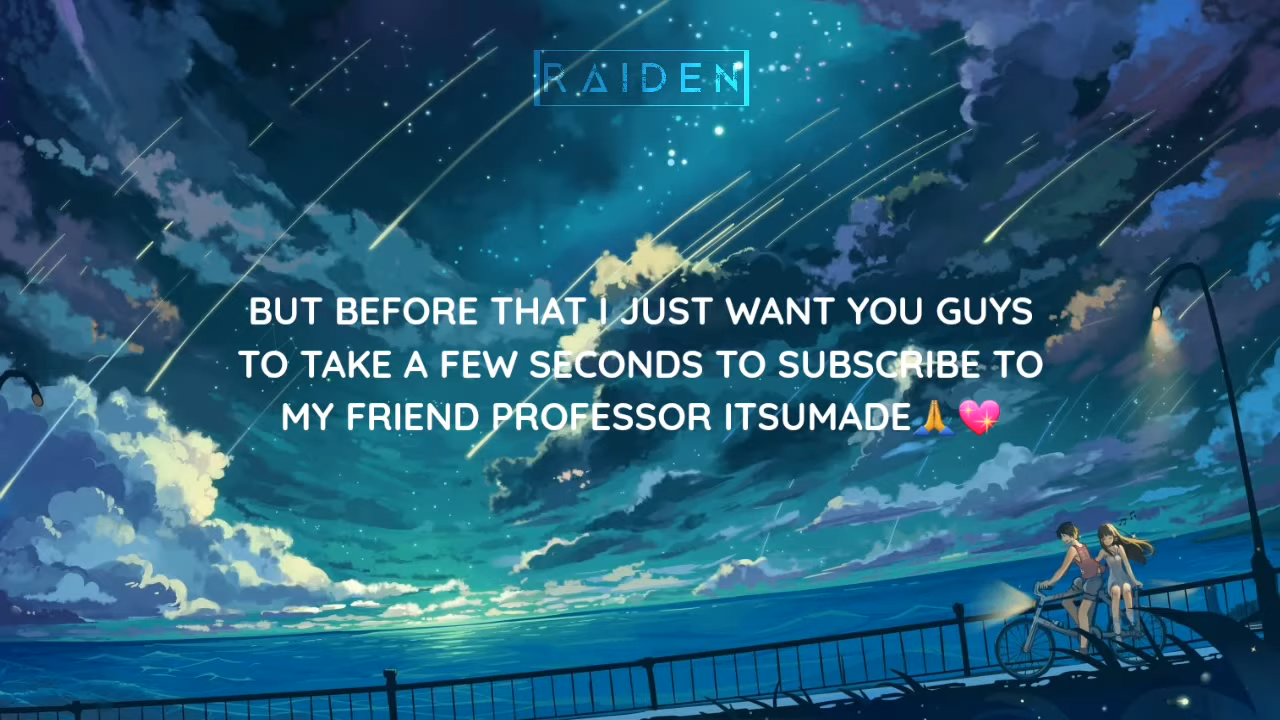 RAIDEN
BUT BEFORE THAT I JUST WANT YOU GUYS
TO TAKE A FEW SECONDS TO SUBSCRIBE TO
MY FRIEND PROFESSOR ITSUMADE🙏💖